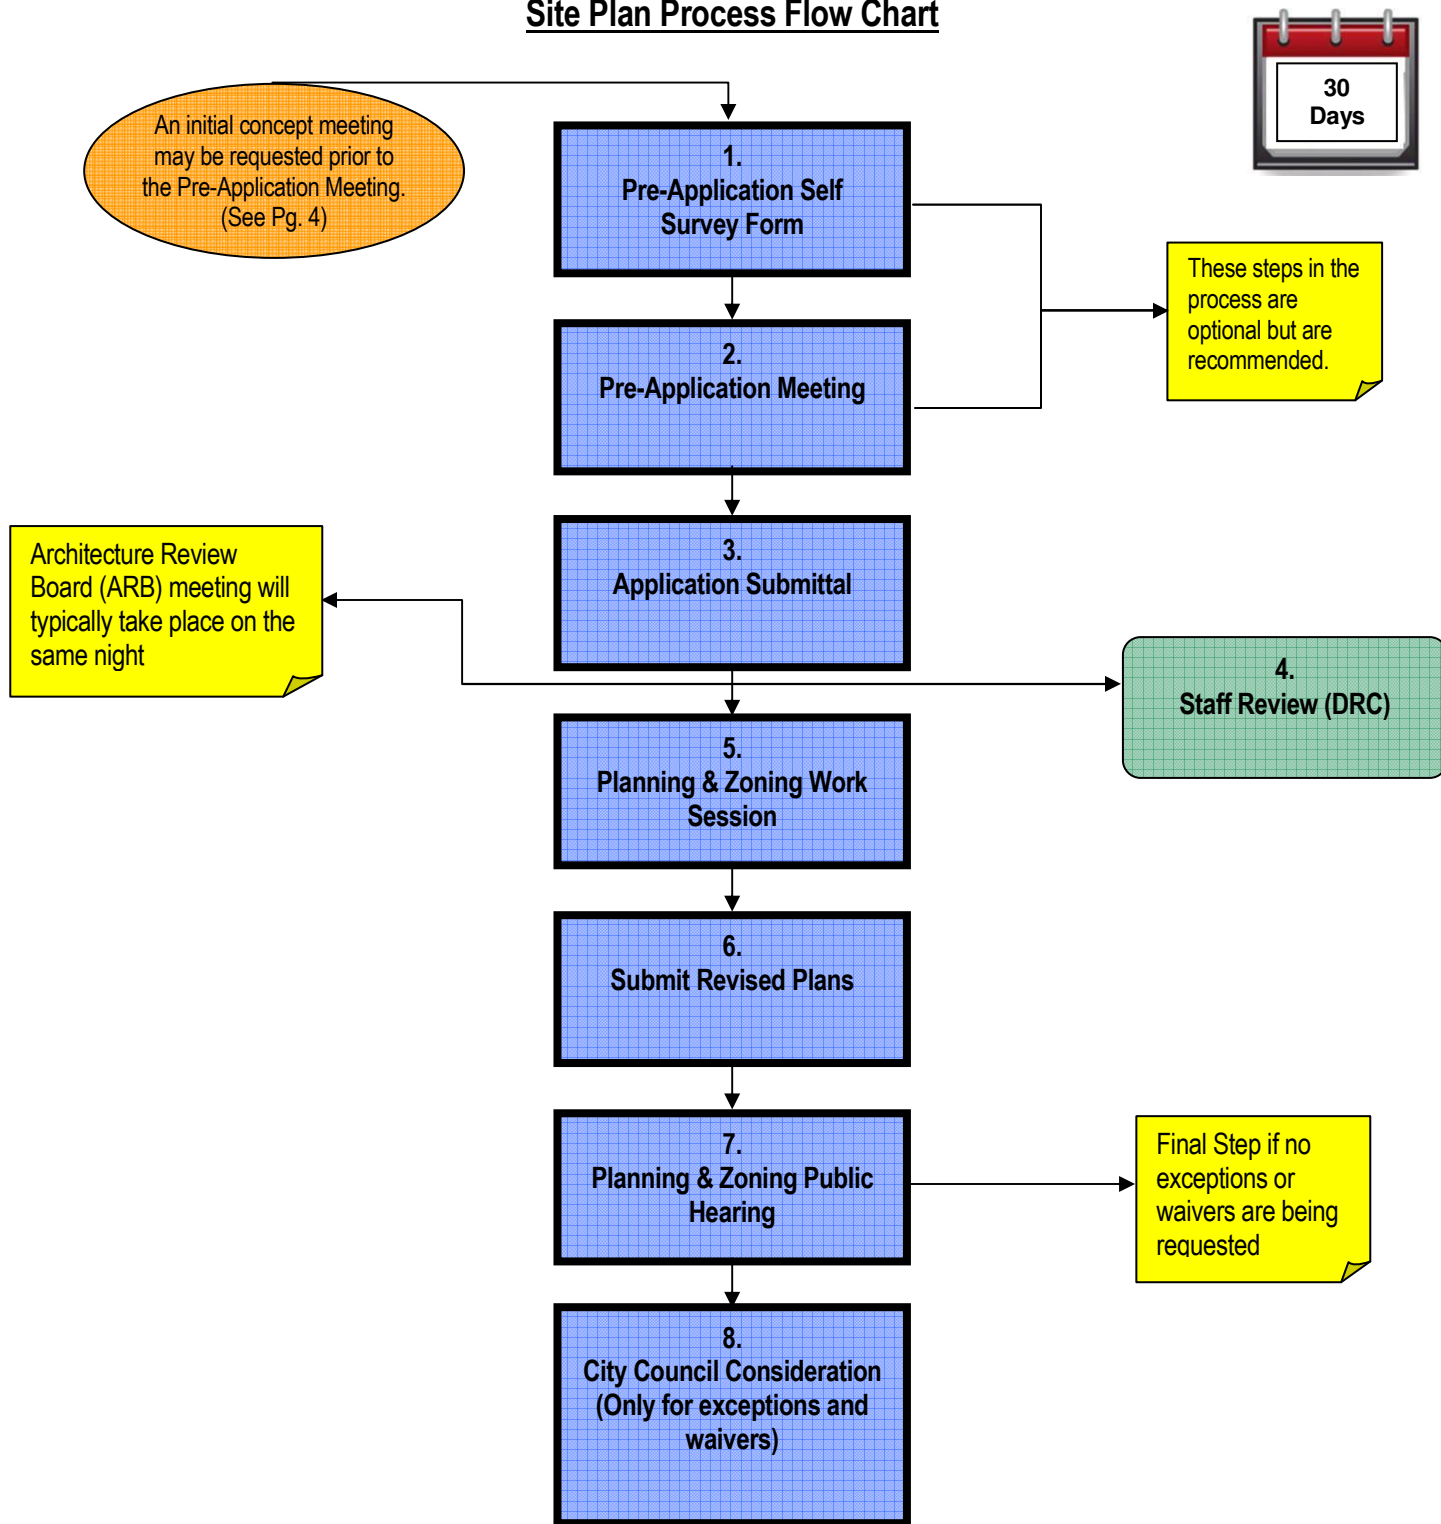 Site Plan Process Flow Chart
30
Days
An initial concept meeting
may be requested prior to
the Pre-Application Meeting.
(See Pg. 4)
1.
Pre-Application Self
Survey Form
These steps in the
process are
optional but are
recommended.
2.
Pre-Application Meeting
3.
Application Submittal
Architecture Review
Board (ARB) meeting will
typically take place on the
same night
4.
Staff Review (DRC)
5.
Planning & Zoning Work
Session
6.
Submit Revised Plans
7.
Planning & Zoning Public
Hearing
Final Step if no
exceptions or
waivers are being
requested
8.
City Council Consideration
(Only for exceptions and
waivers)